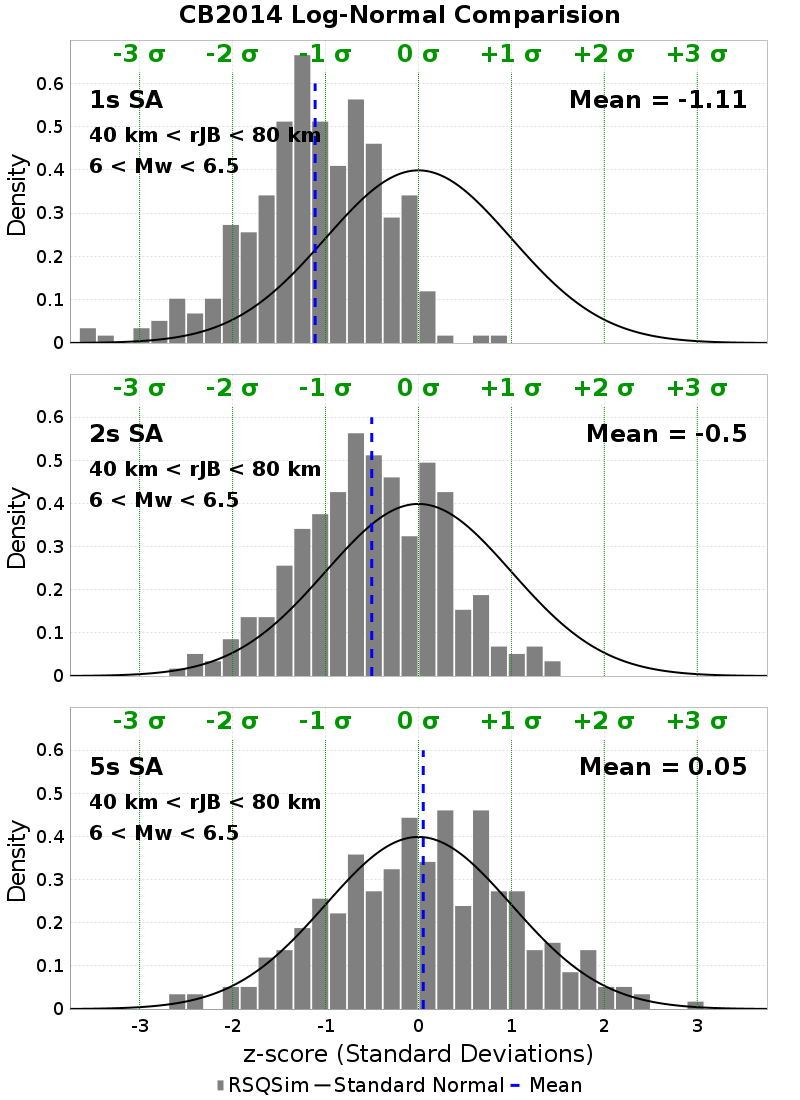 CB2014 Log-Normal Comparision
-3 σ -2 σ -1 σ 0 σ +1 σ +2 σ +3 σ
1s SA
Mean = -1.11
40 km < rJB < 80 km
6 < Mw < 6.5
Density
0.6
0.5
0.4
0.3
0.2
0.1
0
-3 σ -2 σ -1 σ 0 σ +1 σ +2 σ +3 σ
2s SA
Mean = -0.5
40 km < rJB < 80 km
6 < Mw < 6.5
Density
0.6
0.5
0.4
0.3
0.2
0.1
0
-3 σ -2 σ -1 σ 0 σ +1 σ +2 σ +3 σ
5s SA
Mean = 0.05
40 km < rJB < 80 km
6 < Mw < 6.5
Density
0.6
0.5
0.4
0.3
0.2
0.1
0
-3 -2 -1 0 1 2 3
z-score (Standard Deviations)
RSQSim Standard Normal Mean